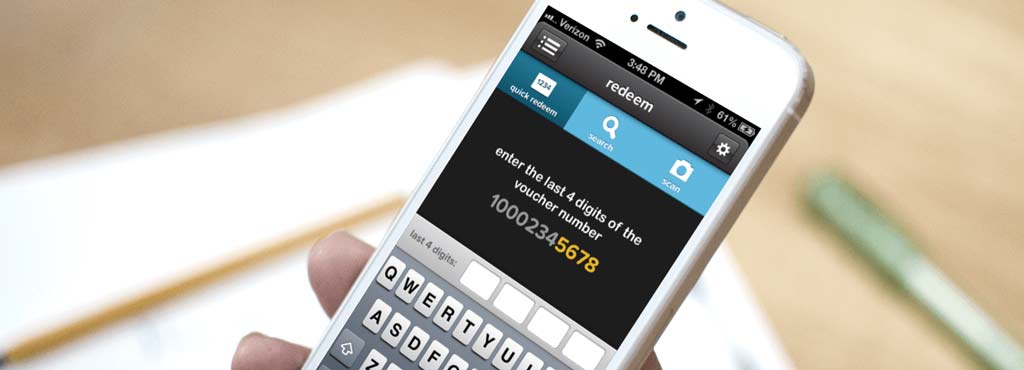 Verizon 3:48 PM 61%
redeem
1234
quick redeem
search
scan
enter the last 4 digits of the
voucher number
10002345678
last 4 digits:
Q W E R T Y U I
A S D F G
Z